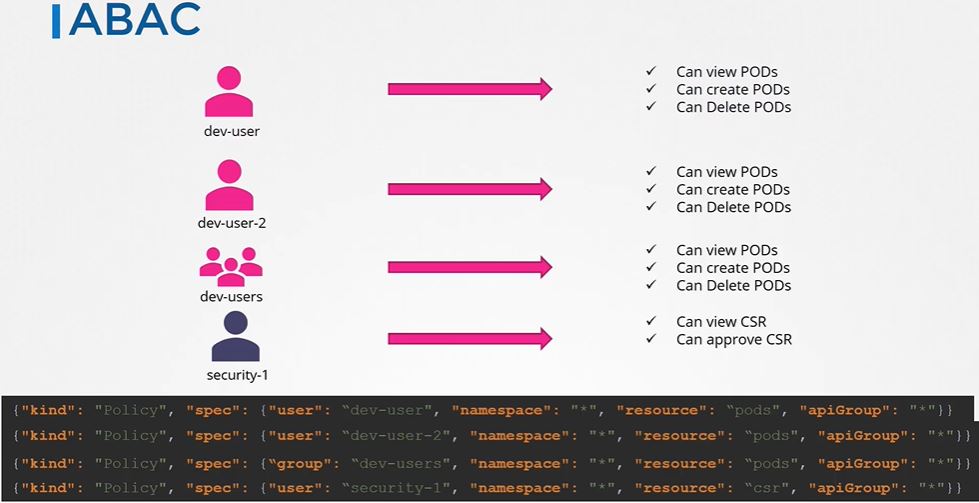 ABAC
dev-user
✓ Can view PODs
✓ Can create PODs
✓ Can Delete PODs
dev-user-2
✓ Can view PODs
✓ Can create PODs
✓ Can Delete PODs
dev-users
✓ Can view PODs
✓ Can create PODs
✓ Can Delete PODs
security-1
✓ Can view CSR
✓ Can approve CSR
{"kind": "Policy", "spec": {"user": “dev-user", "namespace": "*", "resource": “pods", "apiGroup": "*"}}
{"kind": "Policy", "spec": {"user": “dev-user-2", "namespace": "*", "resource": “pods", "apiGroup": "*"}}
{"kind": "Policy", "spec": {“group": “dev-users", "namespace": "*", "resource": “pods", "apiGroup": "*"}}
{"kind": "Policy", "spec": {"user": “security-1", "namespace": "*", "resource": “csr", "apiGroup": "*"}}